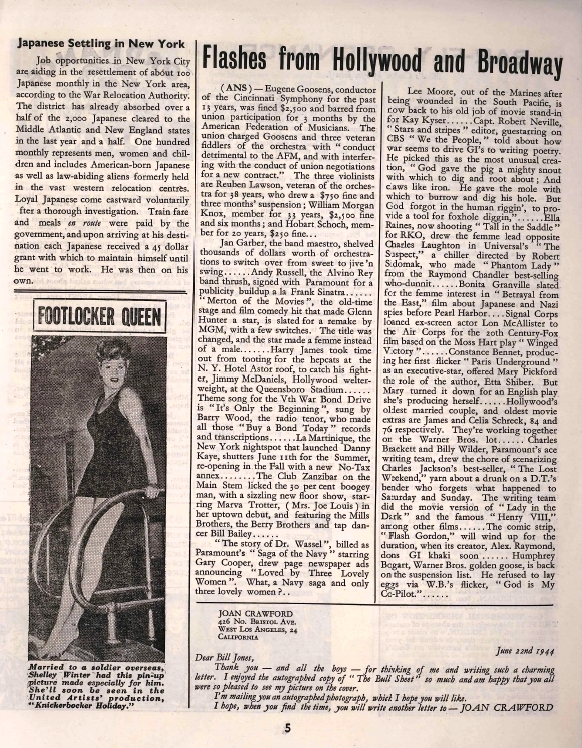 Japanese Settling in New York
Job opportunities in New York City
are aiding in the resettlement of about 100
Japanese monthly in the New York area,
according to the War Relocation Authority.
The district has already absorbed over a
half of the 2,000 Japanese cleared to the
Middle Atlantic and New England states
in the last year and a half. One hundred
monthly represents men, women and chil-
dren and includes American-born Japanese
as well as law-abiding aliens formerly held
in the vast western relocation centres.
Loyal Japanese come eastward voluntarily
fter a thorough investigation. Train fare
and meals en route were paid by the
government, and upon arriving at his desti-
nation each Japanese received a 45 dollar
grant with which to maintain himself until
he went to work. He was then on his
own.
FOOTLOCKER QUEEN
Married to a soldier overseas,
Shelley Winter had this pin-up
picture made especially for him.
She'll soon be seen in the
United Artists' production,
"Knickerbocker Holiday."
Flashes from Hollywood and Broadway
(ANS) — Eugene Goosens, conductor
of the Cincinnati Symphony for the past
13 years, was fined $2,500 and barred from
union participation for 3 months by the
American Federation of Musicians. The
union charged Goosens and three veteran
fiddlers of the orchestra with " conduct
detrimental to the AFM, and with interfer-
ing with the conduct of union negotiations
for a new contract." The three violinists
are Reuben Lawson, veteran of the orches-
tra for 38 years, who drew a $750 fine and
three months' suspension; William Morgan
Knox, member for 33 years, $2,500 fine
and six months; and Hobart Schoch, mem-
ber for 20 years, $250 fine...
Jan Garber, the band maestro, shelved
thousands of dollars worth of orchestra-
tions to switch over from sweet to jive 'n
swing......Andy Russell, the Alvino Rey
band thrush, signed with Paramount for a
publicity buildup a la Frank Sinatra......
"Merton of the Movies", the old-time
stage and film comedy hit that made Glenn
Hunter a star, is slated for a remake by
MGM, with a few switches. The title was
changed, and the star made a femme instead
of a male......Harry James took time
out from tooting for the hepcats at the
N. Y. Hotel Astor roof, to catch his fight-
er, Jimmy McDaniels, Hollywood welter-
weight, at the Queensboro Stadium......
Theme song for the Vth War Bond Drive
is "It's Only the Beginning", sung by
Barry Wood, the radio tenor, who made
all those "Buy a Bond Today" records
and transcriptions......La Martinique, the
New York nightspot that launched Danny
Kaye, shutters June 11th for the Summer,
re-opening in the Fall with a new No-Tax
annex........The Club Zanzibar on the
Main Stem licked the 30 per cent boogey
man, with a sizzling new floor show, star-
ring Marva Trotter, ( Mrs. Joe Louis ) in
her uptown debut, and featuring the Mills
Brothers, the Berry Brothers and tap dan-
cer Bill Bailey......
"The story of Dr. Wassel", billed as
Paramount's "Saga of the Navy" starring
Gary Cooper, drew page newspaper ads
announcing "Loved by Three Lovely
Women". What, a Navy saga and only
three lovely women ?..
Lee Moore, out of the Marines after
being wounded in the South Pacific, is
now back to his old job of movie stand-in
for Kay Kyser......Capt. Robert Neville,
"Stars and stripes" editor, guestarring on
CBS "We the People", told about how
war seems to drive GI's to writing poetry.
He picked this as the most unusual crea-
tion, "God gave the pig a mighty snout
with which to dig and root about ; And
claws like iron. He gave the mole with
which to burrow and dig his hole. But
God forgot in the human riggin', to pro-
vide a tool for foxhole diggin,"......Ella
Raines, now shooting "Tall in the Saddle"
for RKO, drew the femme lead opposite
Charles Laughton in Universal's "The
Suspect," a chiller directed by Robert
Sidomak, who made "Phantom Lady"
from the Raymond Chandler best-selling
who-dunnit......Bonita Granville slated
for the femme interest in "Betrayal from
the East," film about Japanese and Nazi
spies before Pearl Harbor....Signal Corps
loaned ex-screen actor Lon McAllister to
the Air Corps for the 20th Century-Fox
film based on the Moss Hart play "Winged
Victory"......Constance Bennet, produc-
ing her first flicker "Paris Underground"
as an executive-star, offered Mary Pickford
the role of the author, Etta Shiber. But
Mary turned it down for an English play
she's producing herself......Hollywood's
oldest married couple, and oldest movie
extras are James and Celia Schreck, 84 and
76 respectively. They're working together
on the Warner Bros. lot...... Charles
Brackett and Billy Wilder, Paramount's ace
writing team, drew the chore of scenarizing
Charles Jackson's best-seller, "The Lost
Weekend," yarn about a drunk on a D.T.'s
bender who forgets what happened to
Saturday and Sunday. The writing team
did the movie version of "Lady in the
Dark" and the famous "Henry VIII,"
among other films......The comic strip,
"Flash Gordon," will wind up for the
duration, when its creator, Alex. Raymond,
dons GI khaki soon ...... Humphrey
Bogart, Warner Bros. golden goose, is back
on the suspension list. He refused to lay
eggs via W.B.'s flicker, "God is My
Co-Pilot."......
JOAN CRAWFORD
426 No. BRISTOL AVE.
WEST LOS ANGELES, 24
CALIFORNIA
June 22nd 1944
Dear Bill Jones,
Thank you — and all the boys — for thinking of me and writing such a charming
letter. I enjoyed the autographed copy of " The Bull Sheet " so much and am happy that you all
were so pleased to see my picture on the cover.
I'm mailing you an autographed photograph, which I hope you will like.
I hope, when you find the time, you will write another letter to — JOAN CRAWFORD
5